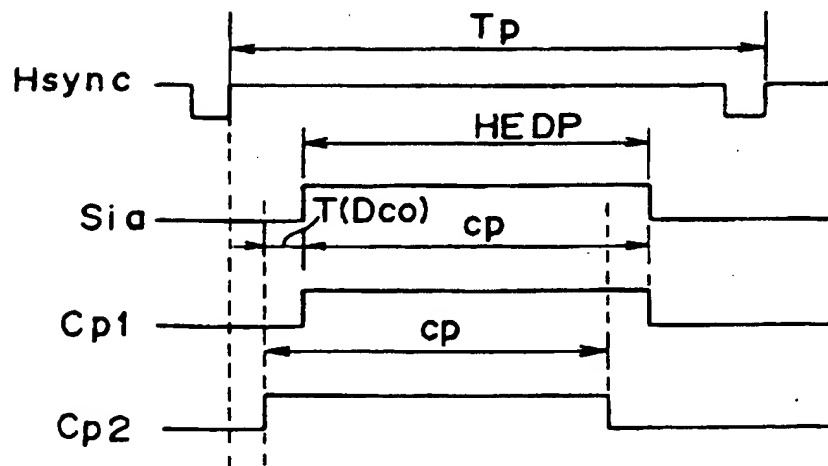 Tp
Hsync
HEDP
Sia
T(Dco)
cp
Cp1
cp
Cp2